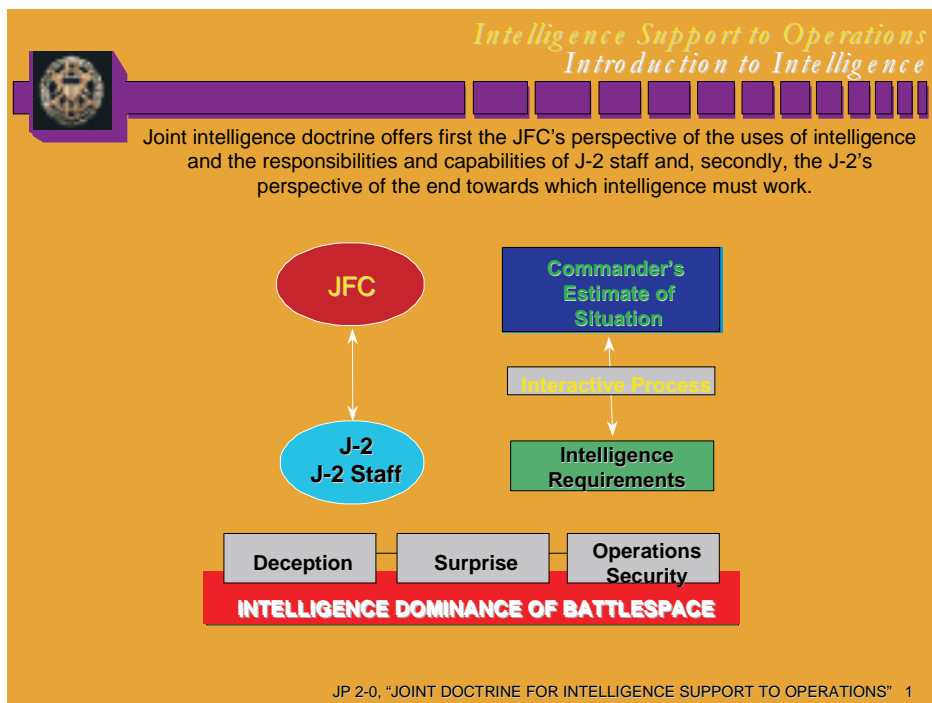 Intelligence Support to Operations
Introduction to Intelligence
Joint intelligence doctrine offers first the JFC's perspective of the uses of intelligence
and the responsibilities and capabilities of J-2 staff and, secondly, the J-2's
perspective of the end towards which intelligence must work.
JFC
Commander's
Estimate of
Situation
Interactive Process
J-2
J-2 Staff
Intelligence
Requirements
Deception
Surprise
Operations
Security
INTELLIGENCE DOMINANCE OF BATTLESPACE
JP 2-0, "JOINT DOCTRINE FOR INTELLIGENCE SUPPORT TO OPERATIONS" 1